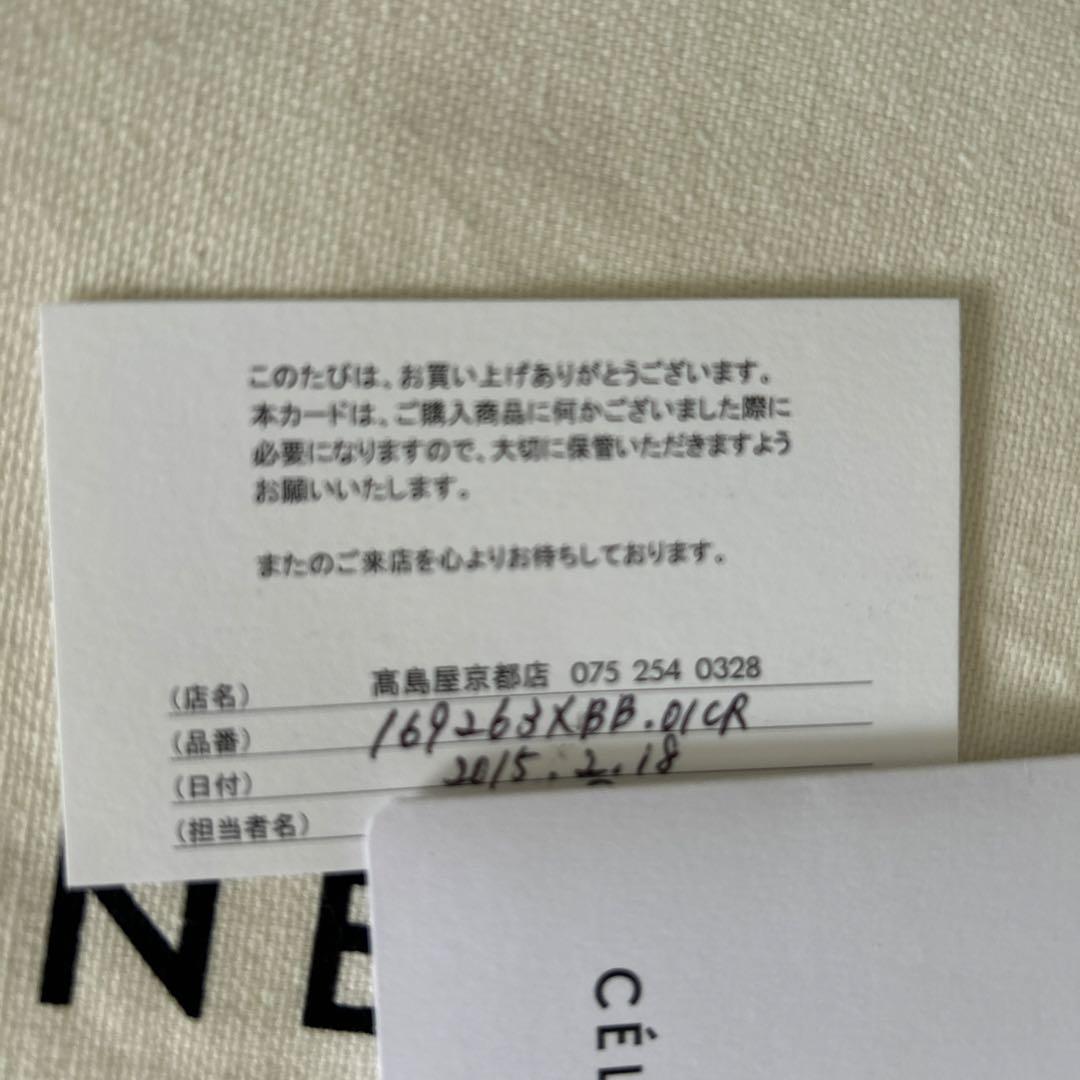 このたびは、お買い上げありがとうございます。
本カードは、ご購入商品に何かございました際に
必要になりますので、大切に保管いただきますよう
お願いいたします。
またのご来店を心よりお待ちしております。
(店名) 髙島屋京都店 075 254 0328
(品番) 169263XBB.01CR
(日付) 2015.2.18
(担当者名)
NE
CÉL